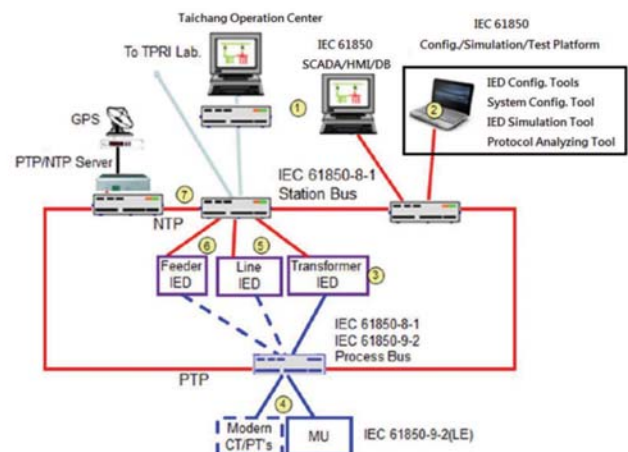 Taichang Operation Center
To TPRI Lab.
IEC 61850
SCADA/HMI/DB
IEC 61850
Config./Simulation/Test Platform
1
2
IED Config. Tools
System Config. Tool
IED Simulation Tool
Protocol Analyzing Tool
GPS
PTP/NTP Server
7
NTP
IEC 61850-8-1
Station Bus
6
5
3
Feeder
IED
Line
IED
Transformer
IED
IEC 61850-8-1
IEC 61850-9-2
Process Bus
PTP
4
Modern
CT/PT's
MU
IEC 61850-9-2(LE)